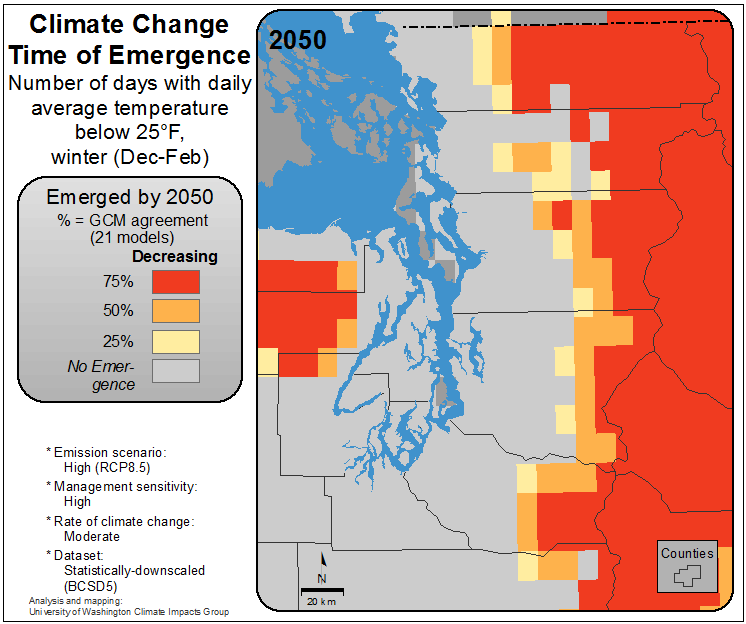 Climate Change
Time of Emergence
Number of days with daily
average temperature
below 25°F,
winter (Dec-Feb)
Emerged by 2050
% = GCM agreement
(21 models)
Decreasing
75%
50%
25%
No Emer-
gence
* Emission scenario:
High (RCP8.5)
* Management sensitivity:
High
* Rate of climate change:
Moderate
* Dataset:
Statistically-downscaled
(BCSD5)
Analysis and mapping:
University of Washington Climate Impacts Group
2050
N
20 km
Counties